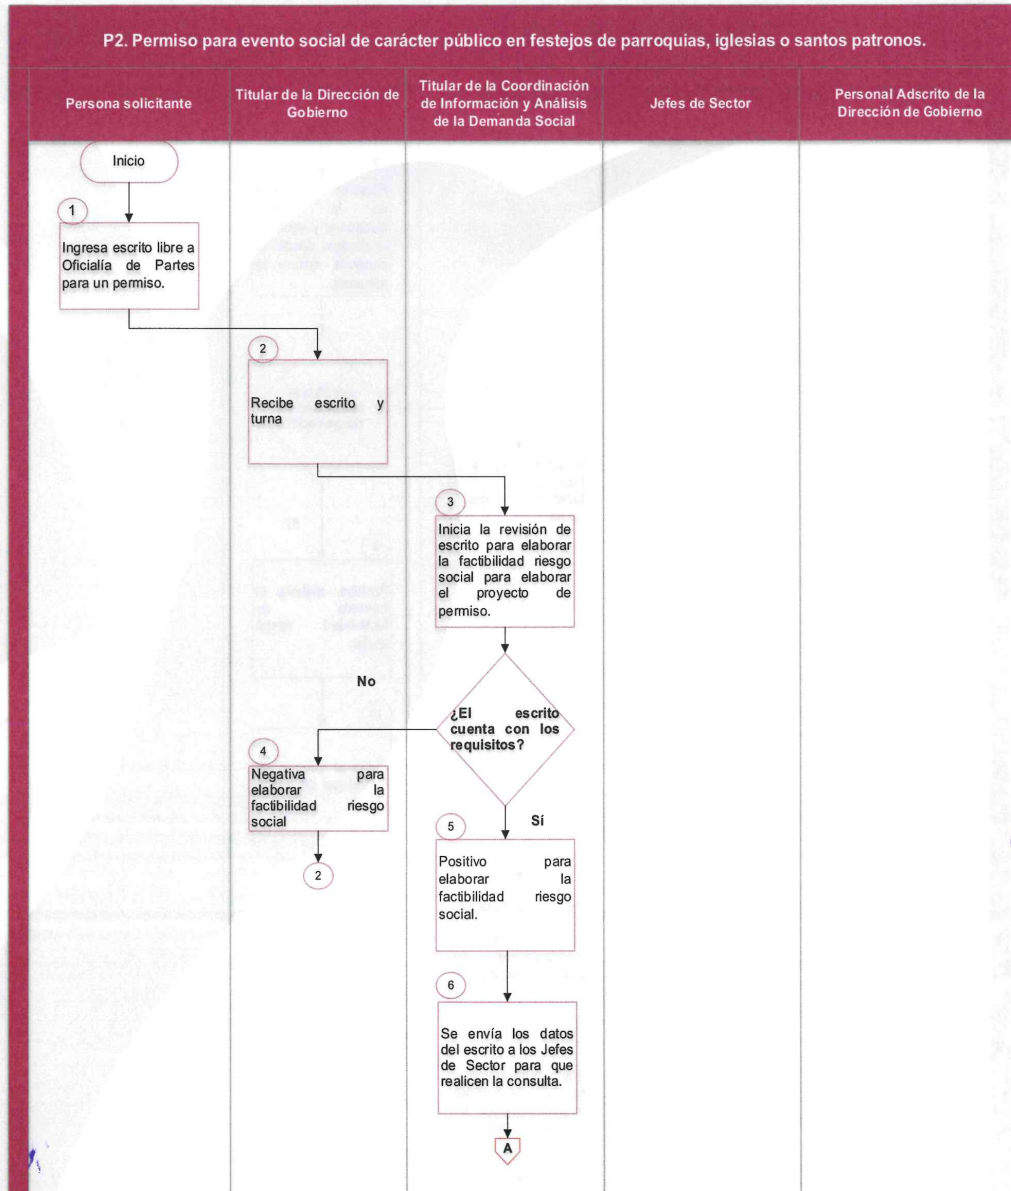 P2. Permiso para evento social de carácter público en festejos de parroquias, iglesias o santos patronos.
Persona solicitante
Titular de la Dirección de
Gobierno
Titular de la Coordinación
de Información y Análisis
de la Demanda Social
Jefes de Sector
Personal Adscrito de la
Dirección de Gobierno
Inicio
1
Ingresa escrito libre a
Oficialía de Partes
para un permiso.
2
Recibe escrito y
turna
3
Inicia la revisión de
escrito para elaborar
la factibilidad riesgo
social para elaborar
el proyecto de
permiso.
No
¿El escrito
cuenta con los
requisitos?
4
Negativa para
elaborar la
factibilidad riesgo
social
2
Sí
5
Positivo para
elaborar la
factibilidad riesgo
social.
6
Se envía los datos
del escrito a los Jefes
de Sector para que
realicen la consulta.
A